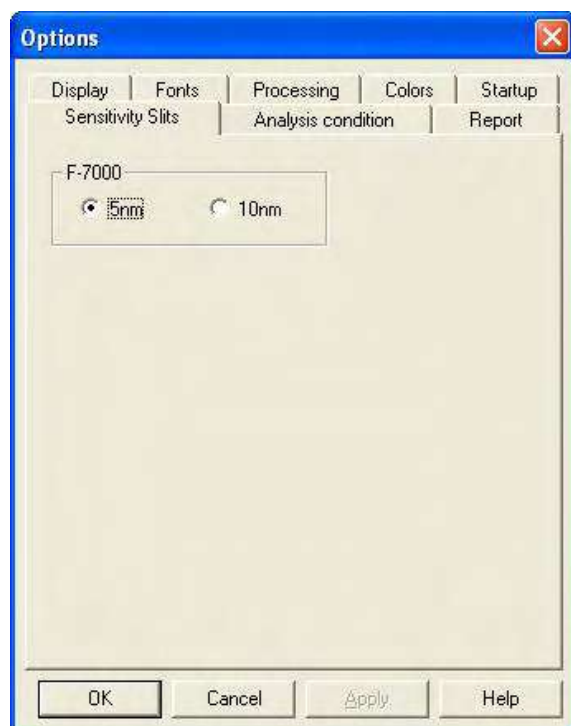 Options
Display Fonts Processing Colors Startup
Sensitivity Slits Analysis condition Report
F-7000
5nm 10nm
OK Cancel Apply Help